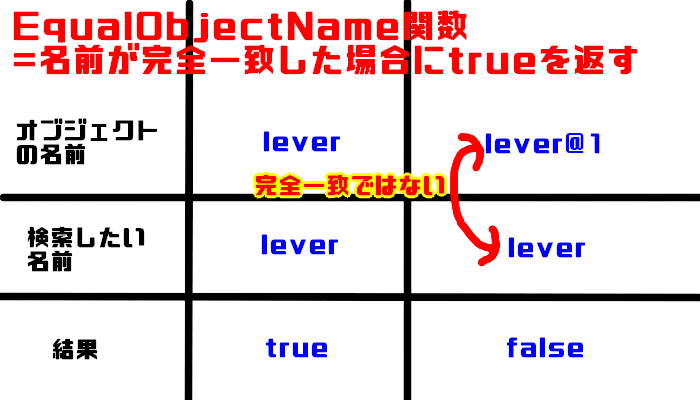 EqualObjectName関数
=名前が完全一致した場合にtrueを返す
オブジェクト
の名前
lever
lever@1
完全一致ではない
検索したい
名前
lever
lever
結果
true
false